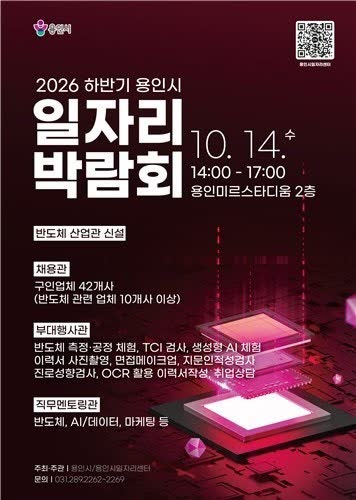 용인시
용인시일자리센터
2026 하반기 용인시
일자리
박람회
10. 14.수
14:00 - 17:00
용인미르스타디움 2층
반도체 산업관 신설
채용관
구인업체 42개사
(반도체 관련 업체 10개사 이상)
부대행사관
반도체 측정·공정 체험, TCI 검사, 생성형 AI 체험
이력서 사진촬영, 면접메이크업, 지문인적성검사
진로성향검사, OCR 활용 이력서작성, 취업상담
직무멘토링관
반도체, AI/데이터, 마케팅 등
주최·주관 | 용인시/용인시일자리센터
문의 | 031.289.2262~2269